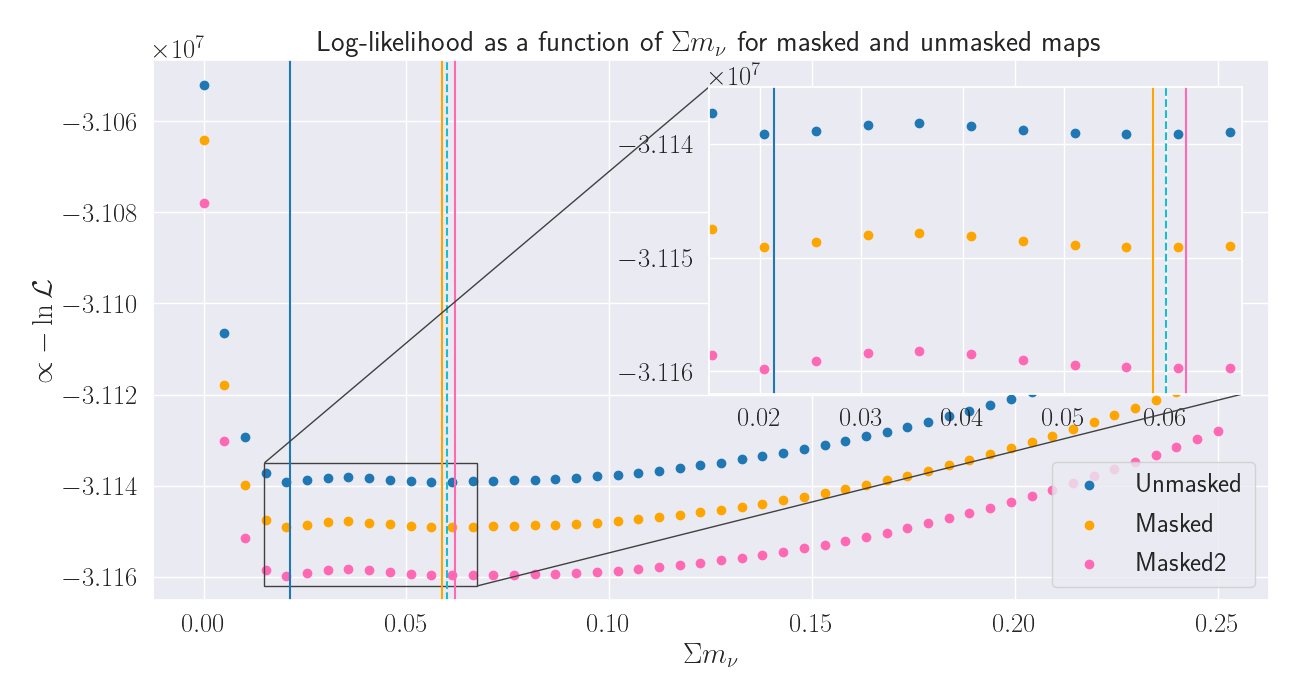 Log-likelihood as a function of Σm_ν for masked and unmasked maps
×10^7
×10^7
−3.106
−3.108
−3.110
−3.112
−3.114
−3.116
∝ − ln ℒ
−3.114
−3.115
−3.116
0.02 0.03 0.04 0.05 0.06
Unmasked
Masked
Masked2
0.00 0.05 0.10 0.15 0.20 0.25
Σm_ν